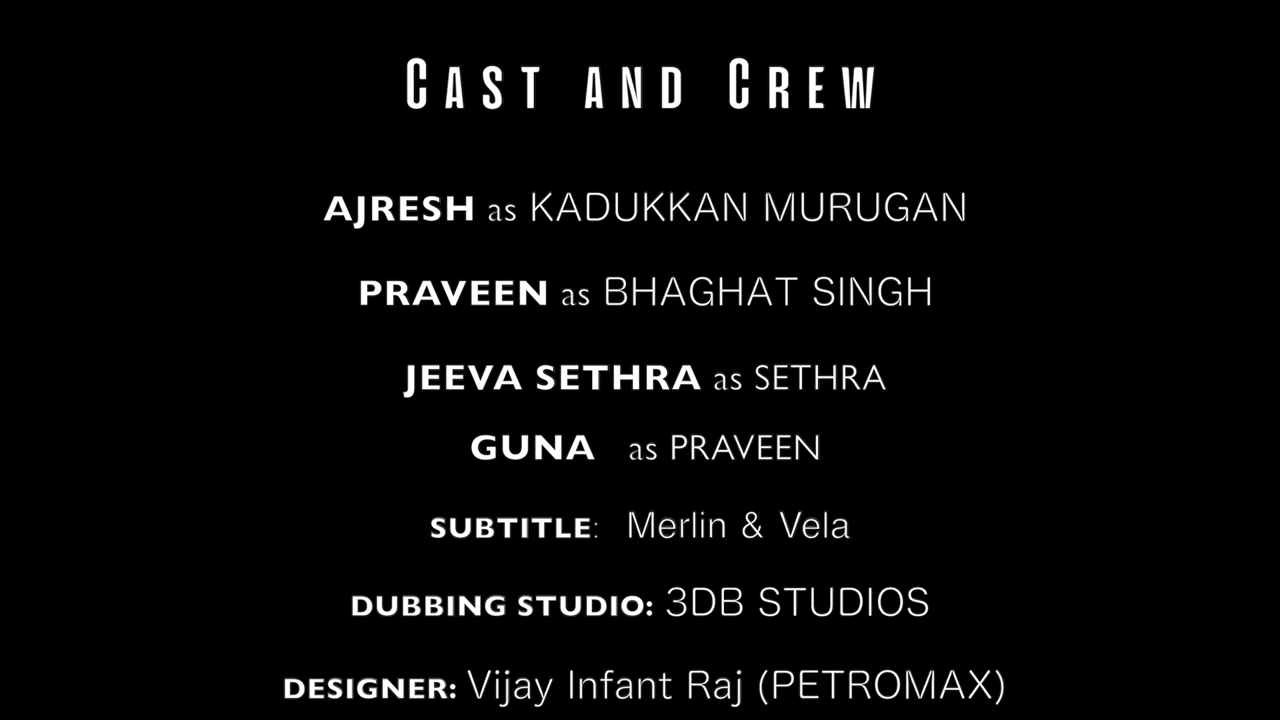 CAST AND CREW
AJRESH as KADUKKAN MURUGAN
PRAVEEN as BHAGHAT SINGH
JEEVA SETHRA as SETHRA
GUNA as PRAVEEN
SUBTITLE: Merlin & Vela
DUBBING STUDIO: 3DB STUDIOS
DESIGNER: Vijay Infant Raj (PETROMAX)